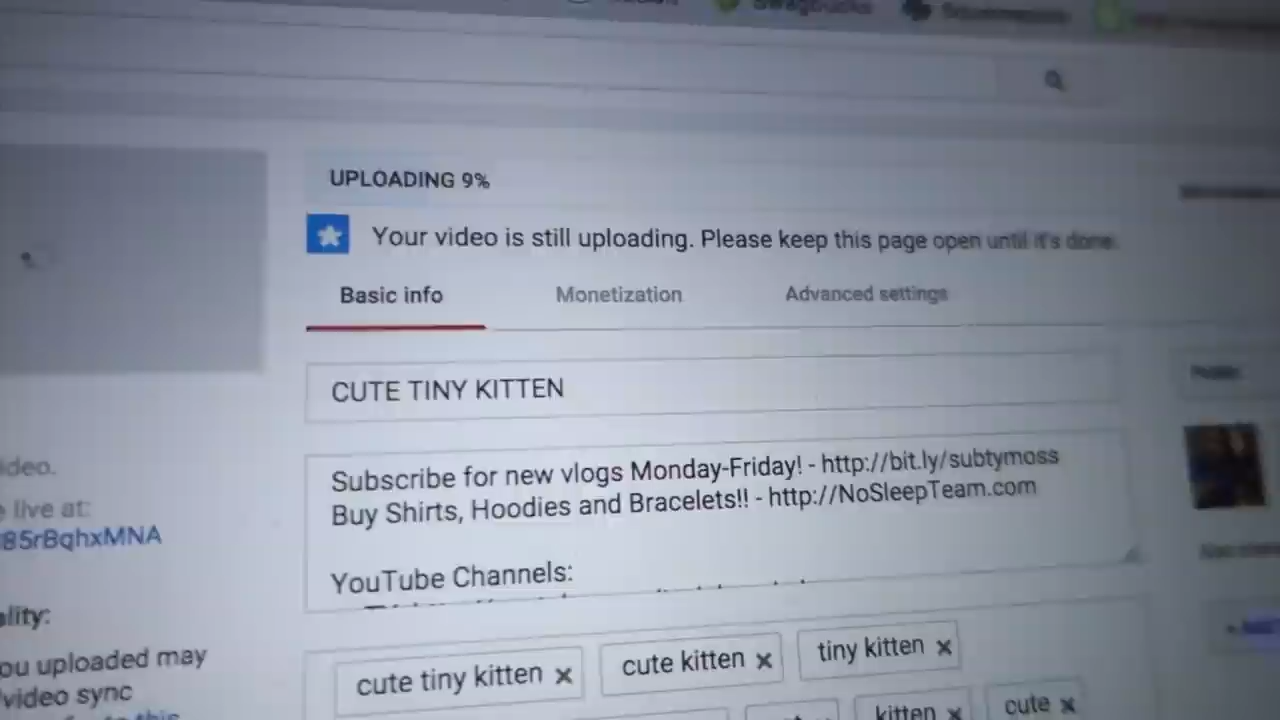 Swagbucks
UPLOADING 9%
Your video is still uploading. Please keep this page open until it's done.
Basic info Monetization Advanced settings
CUTE TINY KITTEN
Subscribe for new vlogs Monday-Friday! - http://bit.ly/subtymoss
Buy Shirts, Hoodies and Bracelets!! - http://NoSleepTeam.com
YouTube Channels:
ideo.
live at:
85rBqhxMNA
ality:
ou uploaded may
video sync
this
cute tiny kitten x cute kitten x tiny kitten x
kitten x cute x